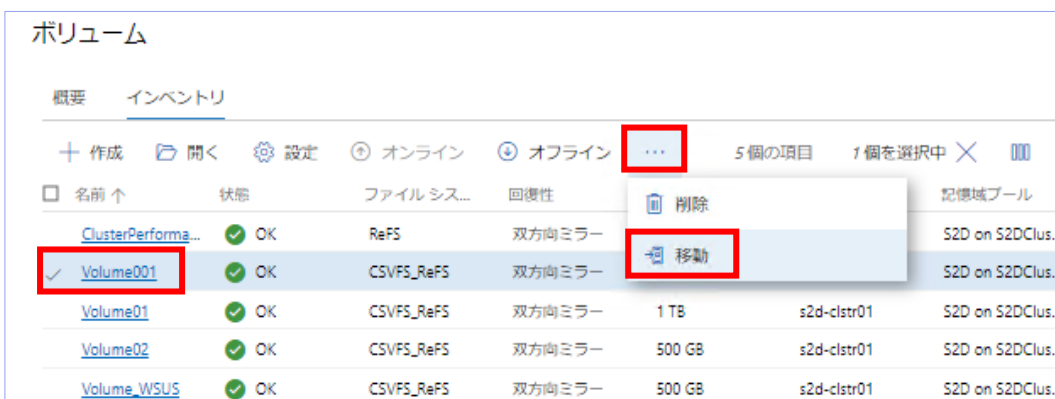 ボリューム
概要 インベントリ
作成 開く 設定 オンライン オフライン ... 5個の項目 1個を選択中
名前 状態 ファイル シス... 回復性 記憶域プール
削除
ClusterPerforma... OK ReFS 双方向ミラー S2D on S2DClus.
移動
Volume001 OK CSVFS_ReFS 双方向ミラー S2D on S2DClus.
Volume01 OK CSVFS_ReFS 双方向ミラー 1 TB s2d-clstr01 S2D on S2DClus.
Volume02 OK CSVFS_ReFS 双方向ミラー 500 GB s2d-clstr01 S2D on S2DClus.
Volume_WSUS OK CSVFS_ReFS 双方向ミラー 500 GB s2d-clstr01 S2D on S2DClus.